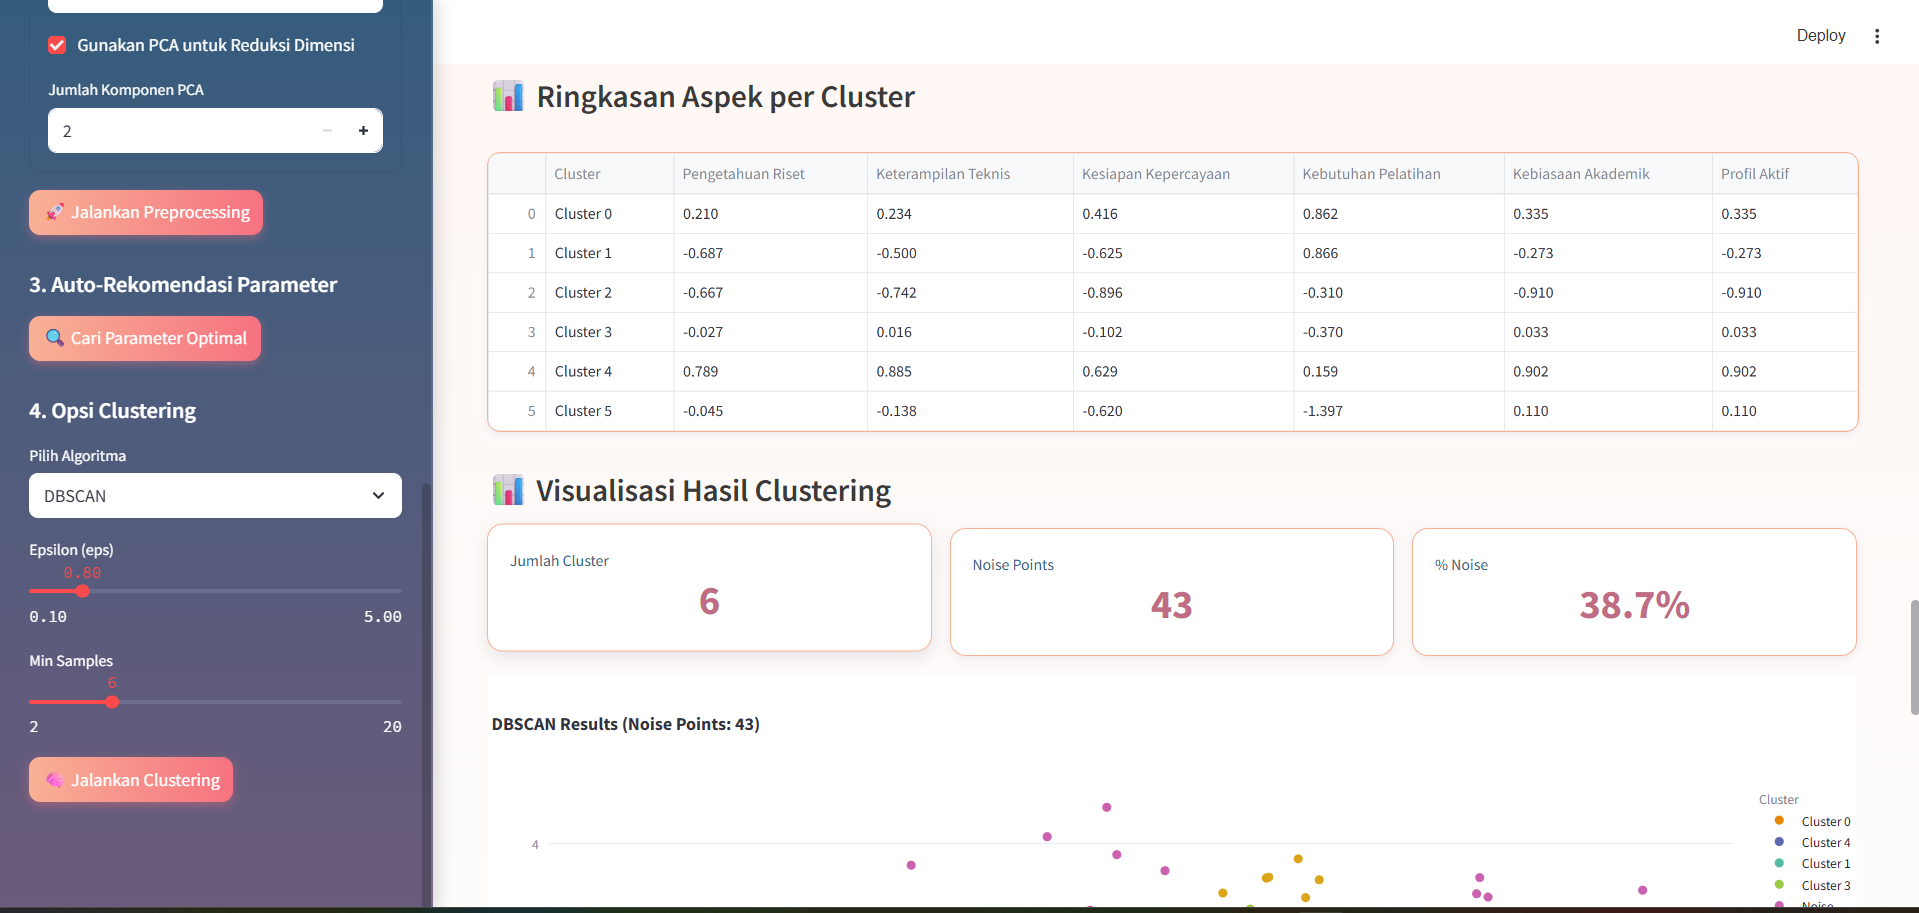 Gunakan PCA untuk Reduksi Dimensi
Jumlah Komponen PCA
2
Jalankan Preprocessing
3. Auto-Rekomendasi Parameter
Cari Parameter Optimal
4. Opsi Clustering
Pilih Algoritma
DBSCAN
Epsilon (eps)
0.80
0.10 5.00
Min Samples
6
2 20
Jalankan Clustering
Deploy
Ringkasan Aspek per Cluster
Cluster Pengetahuan Riset Keterampilan Teknis Kesiapan Kepercayaan Kebutuhan Pelatihan Kebiasaan Akademik Profil Aktif
0 Cluster 0 0.210 0.234 0.416 0.862 0.335 0.335
1 Cluster 1 -0.687 -0.500 -0.625 0.866 -0.273 -0.273
2 Cluster 2 -0.667 -0.742 -0.896 -0.310 -0.910 -0.910
3 Cluster 3 -0.027 0.016 -0.102 -0.370 0.033 0.033
4 Cluster 4 0.789 0.885 0.629 0.159 0.902 0.902
5 Cluster 5 -0.045 -0.138 -0.620 -1.397 0.110 0.110
Visualisasi Hasil Clustering
Jumlah Cluster
6
Noise Points
43
% Noise
38.7%
DBSCAN Results (Noise Points: 43)
4
Cluster
Cluster 0
Cluster 4
Cluster 1
Cluster 3
Noise